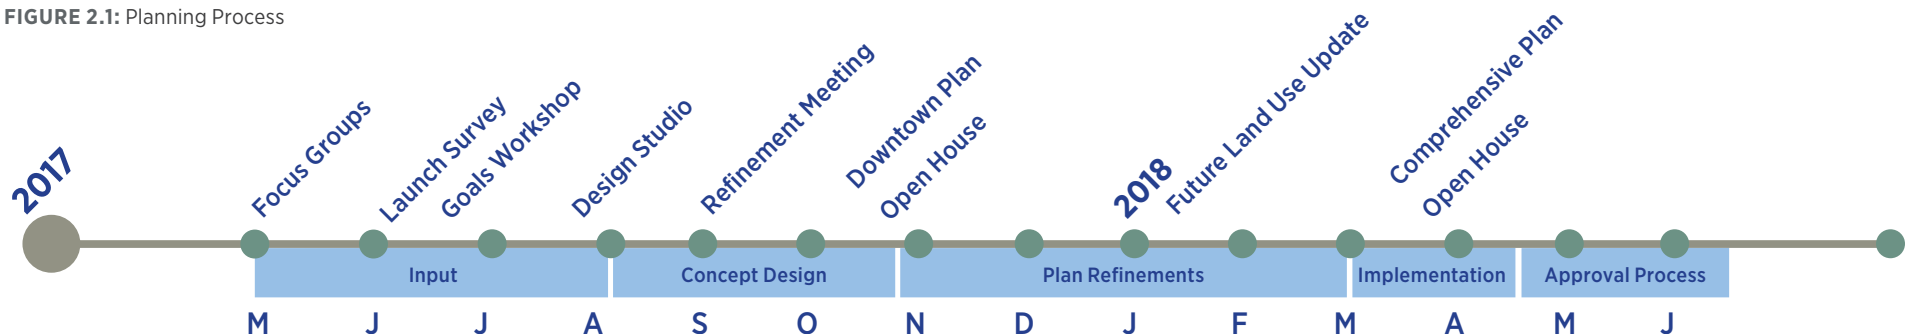 FIGURE 2.1: Planning Process
2017
Focus Groups
Launch Survey
Goals Workshop
Design Studio
Refinement Meeting
Downtown Plan
Open House
2018
Future Land Use Update
Comprehensive Plan
Open House
Input
Concept Design
Plan Refinements
Implementation
Approval Process
M J J A S O N D J F M A M J